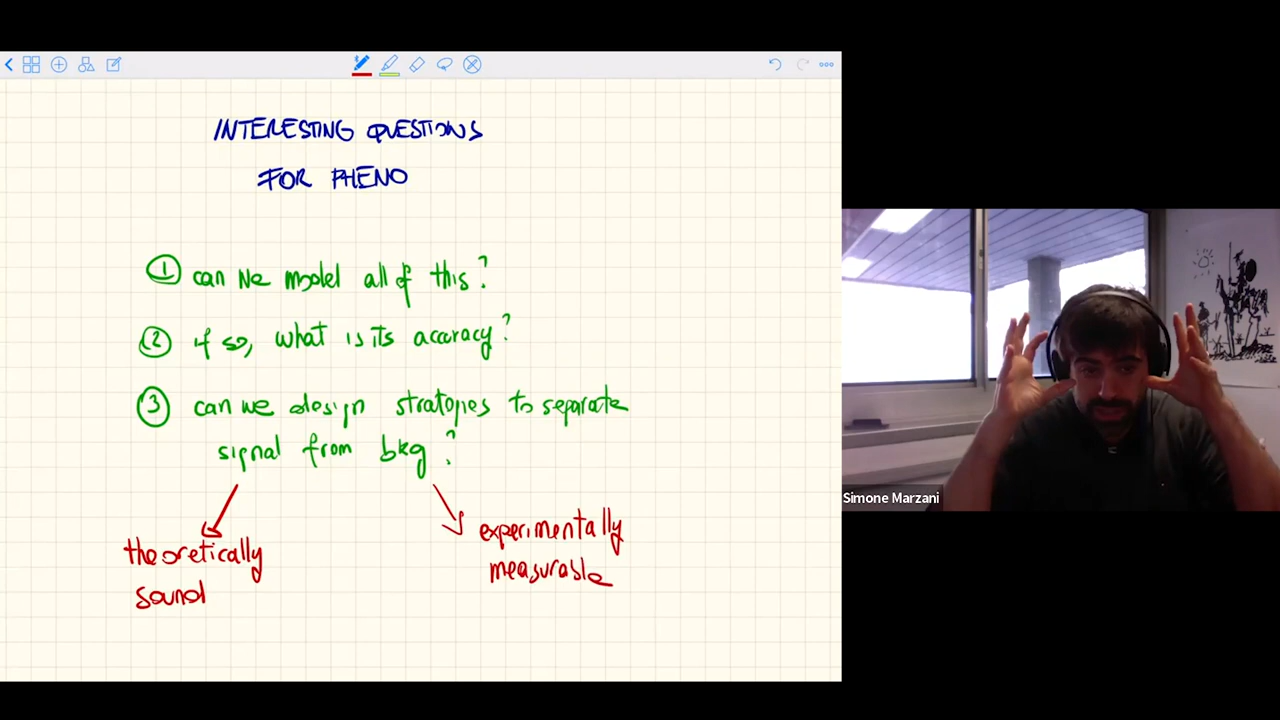 INTERESTING QUESTIONS
FOR PHENO
1 can we model all of this?
2 if so, what is its accuracy?
3 can we design stratgies to separate
signal from bkg?
theoretically
sound
experimentally
measurable
Simone Marzani